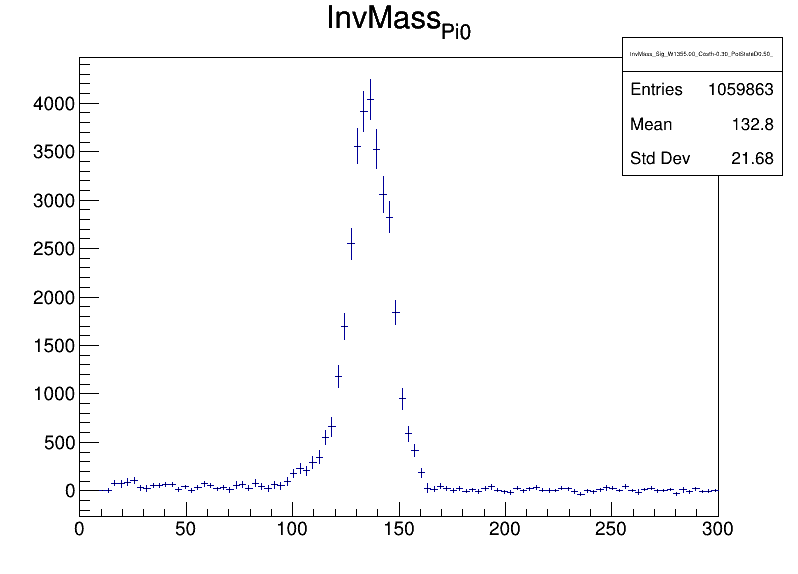 InvMassPi0
InvMass_Sig_W1355.00_Costh-0.30_PolStateD0.50_
Entries 1059863
Mean 132.8
Std Dev 21.68
4000
3500
3000
2500
2000
1500
1000
500
0
0 50 100 150 200 250 300